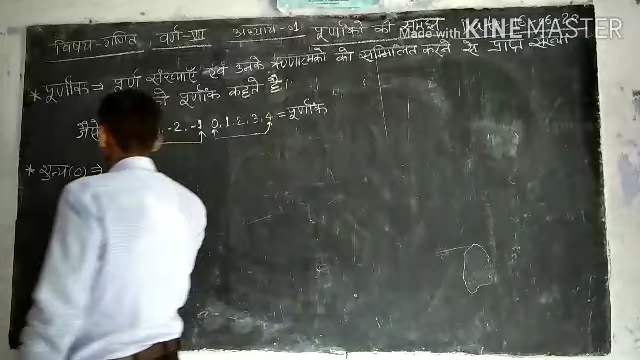 विषय-गणित वर्ग-VII अध्याय-1 पूर्णांकों की समझ
Made with KINEMASTER
* पूर्णांक ⇒ पूर्ण संख्याएँ एवं उनके ऋणात्मकों को सम्मिलित करने से प्राप्त संख्या
पूर्णांक कहते हैं।
-2, -1 0, 1, 2, 3, 4 = पूर्णांक
* शुन्य(0) ⇒